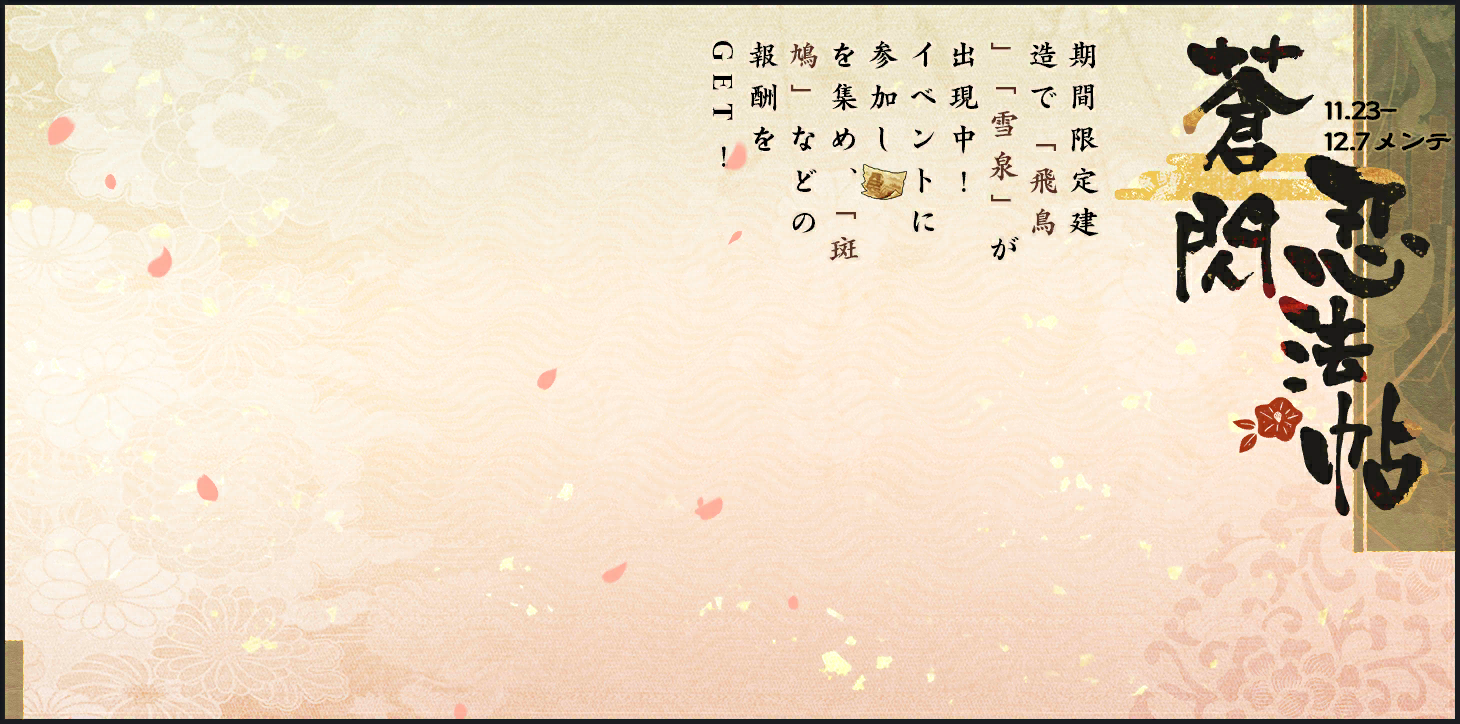 忍法帖
蒼閃
11.23–
12.7メンテ
期間限定建
造で「飛鳥
」「雪泉」が
出現中！
イベントに
参加し
を集め、「斑
鳩」などの
報酬を
GET！